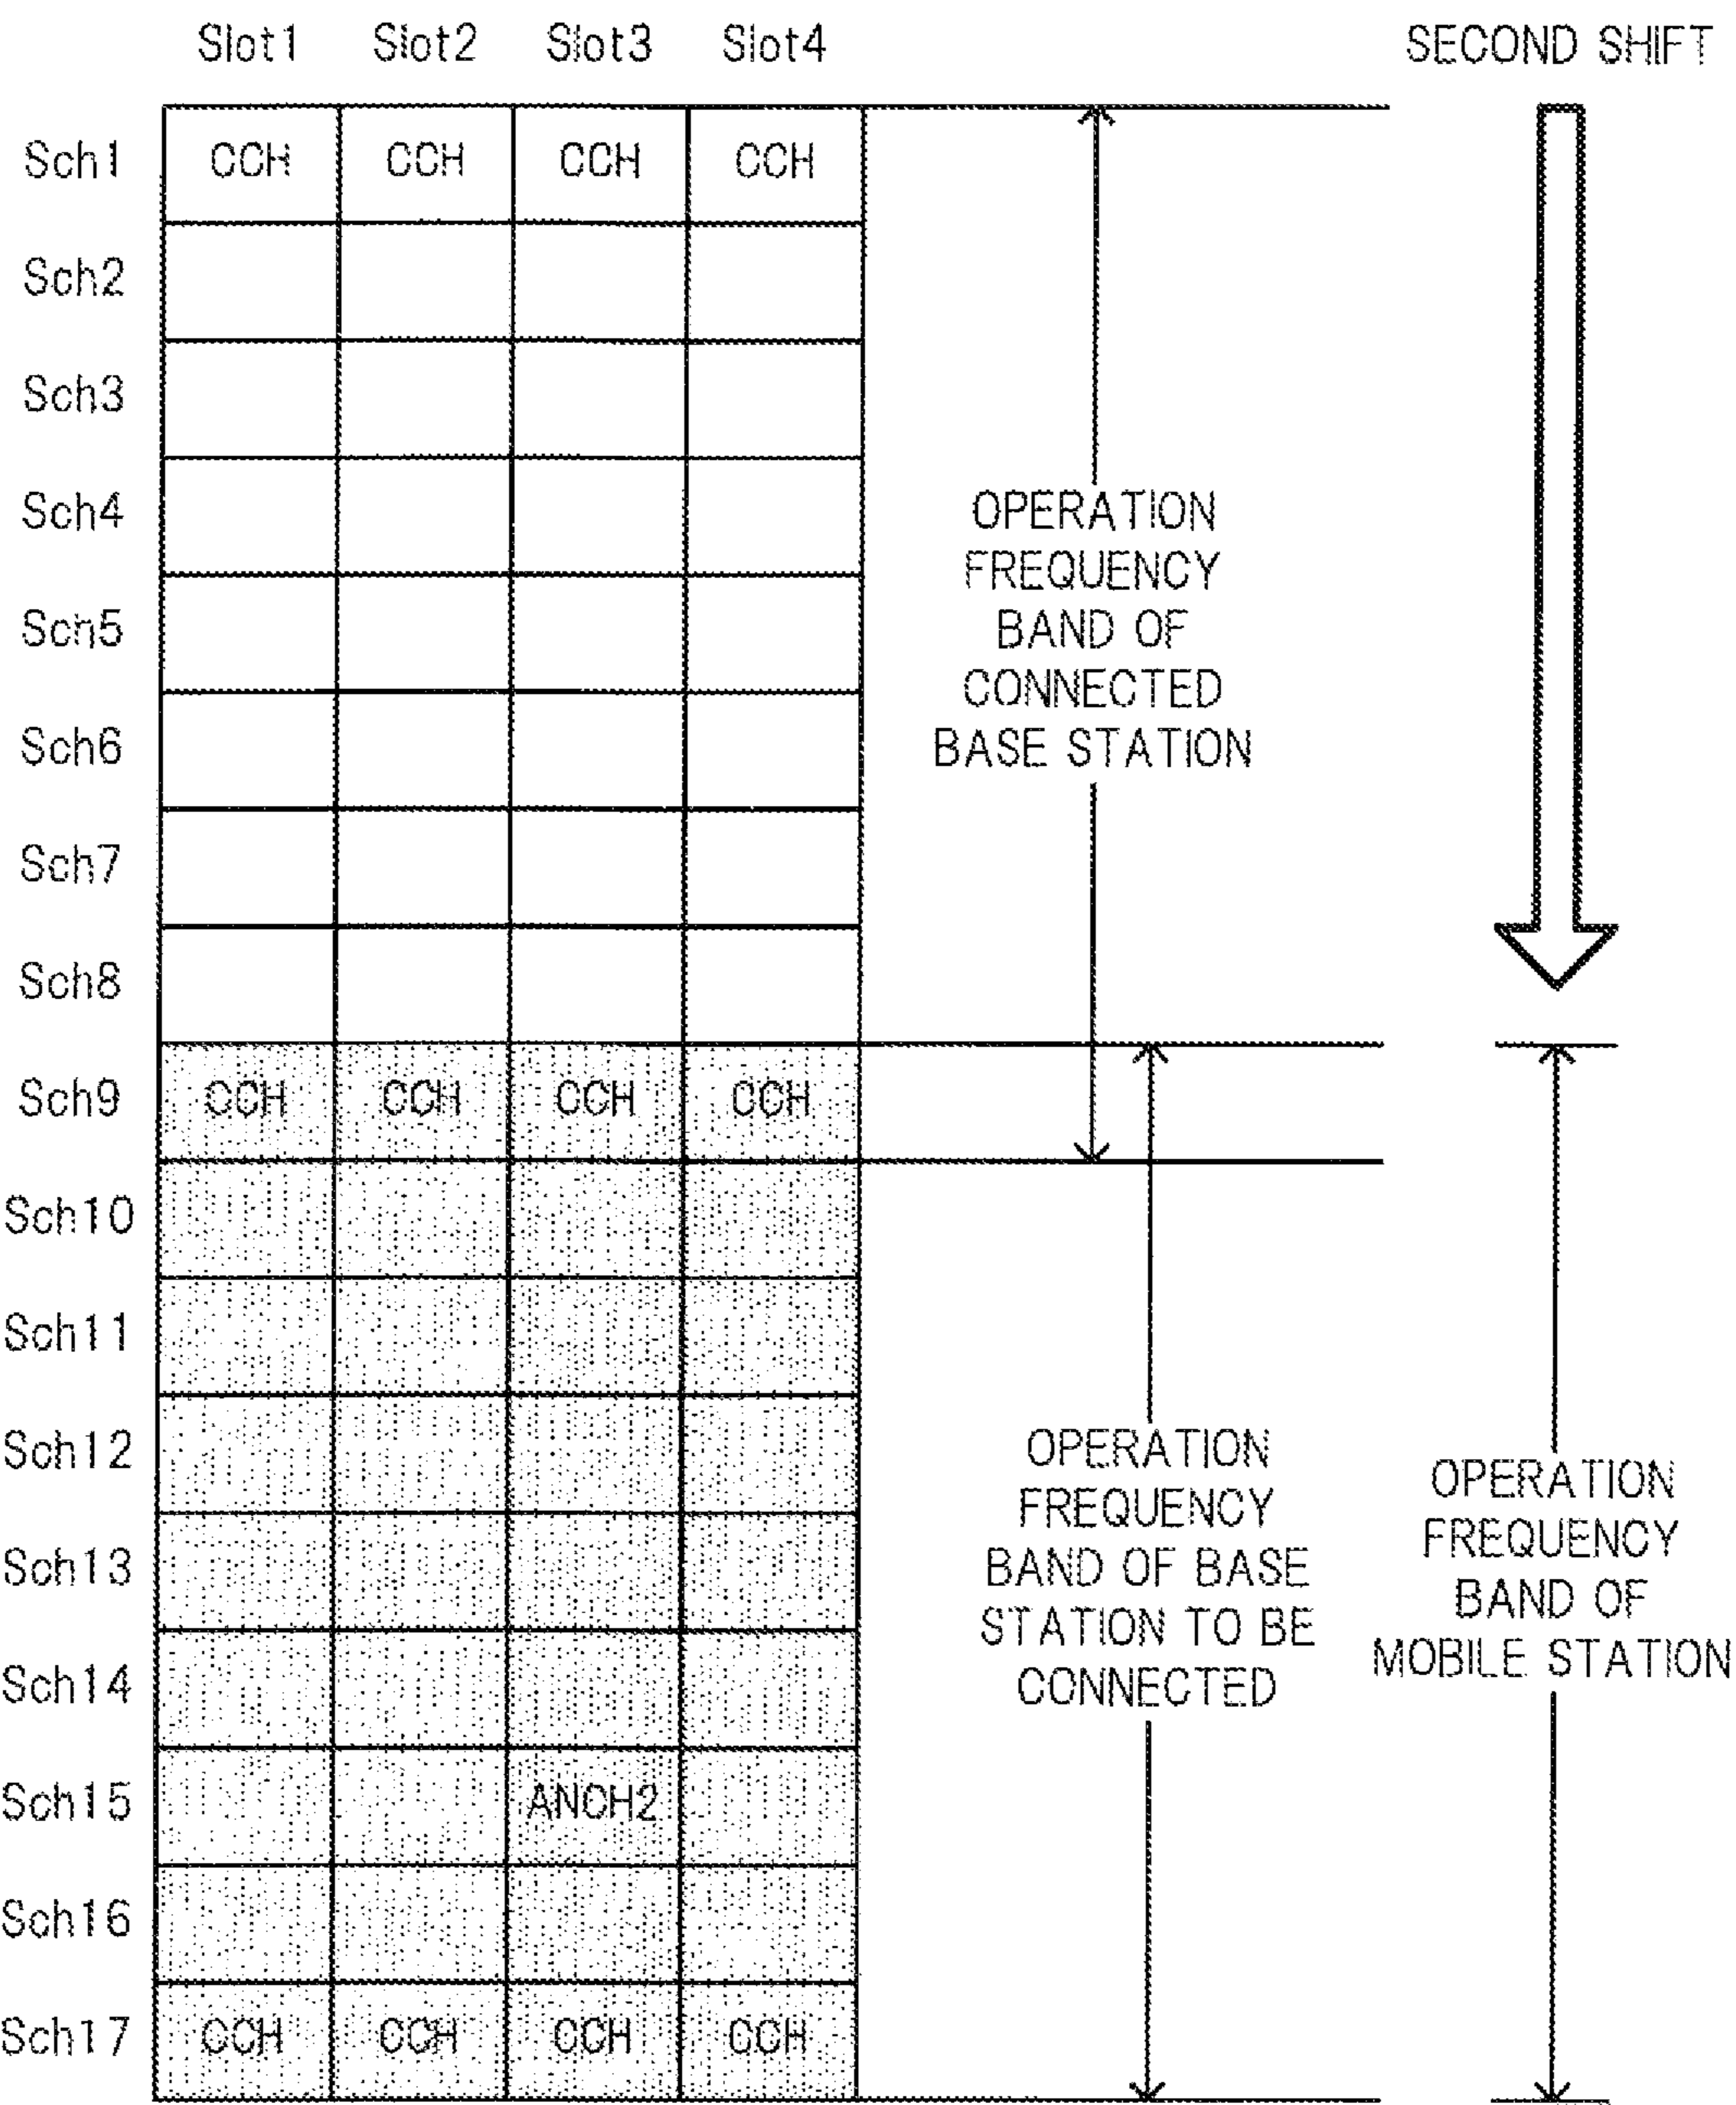 Slot1 Slot2 Slot3 Slot4 SECOND SHIFT
Sch1 CCH CCH CCH CCH
Sch2
Sch3
Sch4
Sch5
Sch6
Sch7
Sch8
OPERATION
FREQUENCY
BAND OF
CONNECTED
BASE STATION
Sch9 CCH CCH CCH CCH
Sch10
Sch11
Sch12
Sch13
Sch14
Sch15 ANCH2
Sch16
Sch17 CCH CCH CCH CCH
OPERATION
FREQUENCY
BAND OF BASE
STATION TO BE
CONNECTED
OPERATION
FREQUENCY
BAND OF
MOBILE STATION